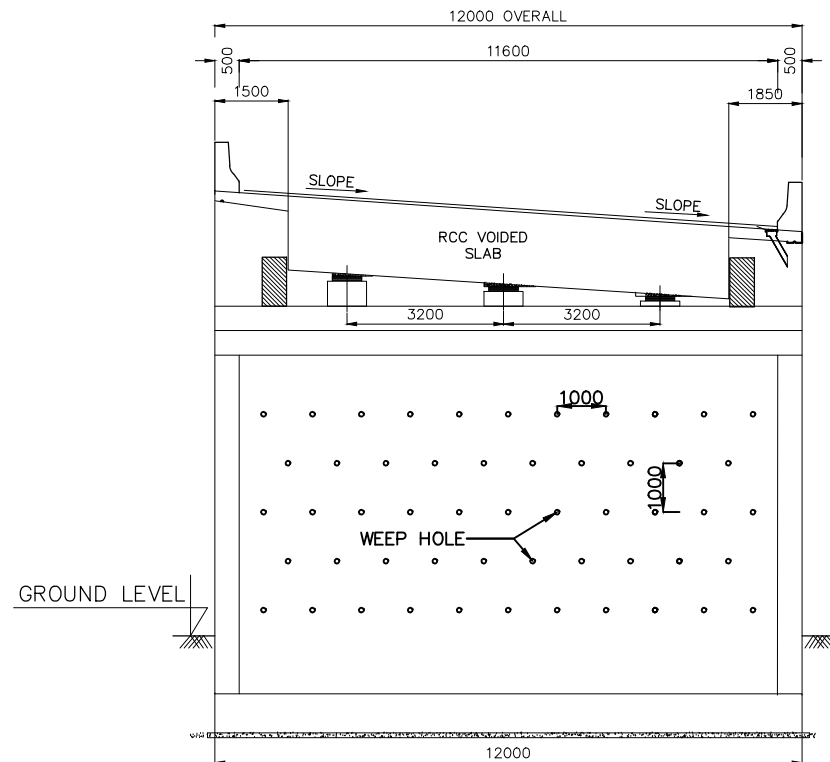 12000 OVERALL
500
11600
500
1500
1850
SLOPE
SLOPE
RCC VOIDED
SLAB
3200
3200
1000
1000
WEEP HOLE
GROUND LEVEL
12000